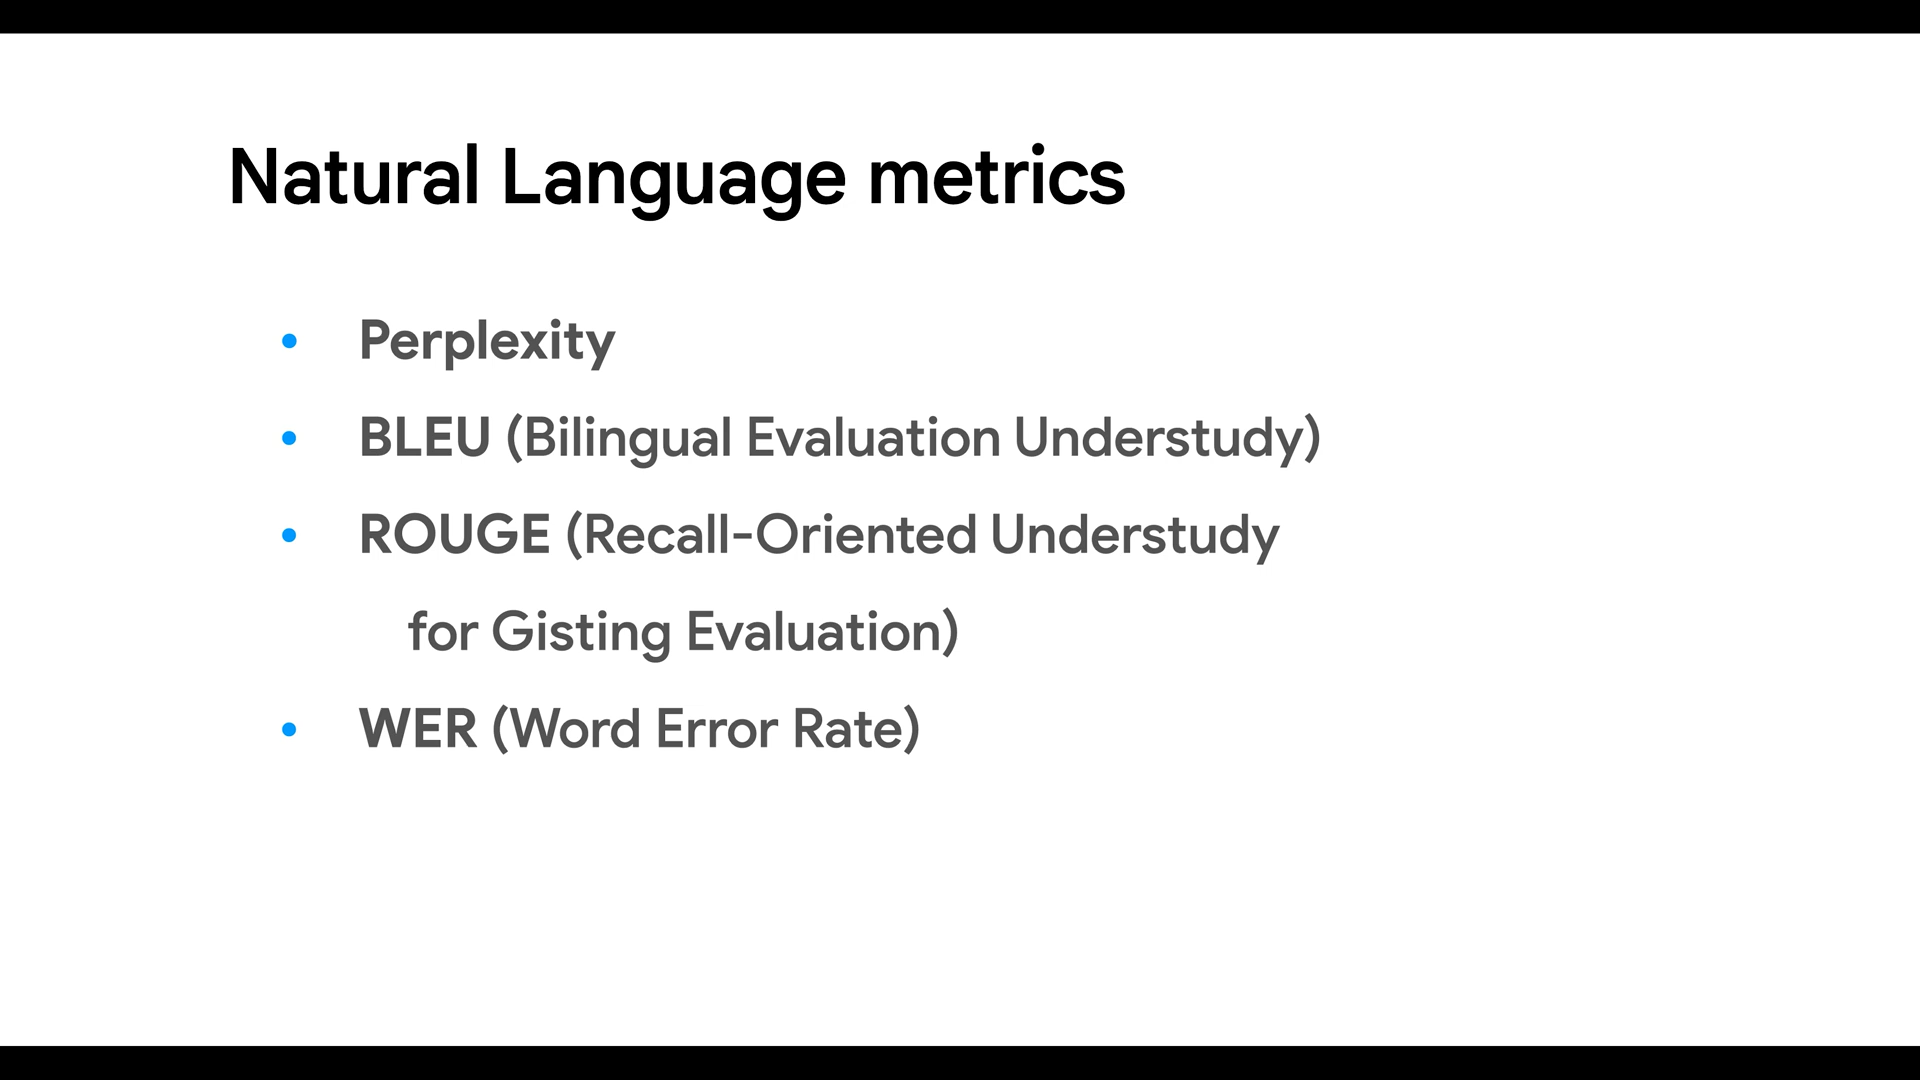 Natural Language metrics
• Perplexity
• BLEU (Bilingual Evaluation Understudy)
• ROUGE (Recall-Oriented Understudy
for Gisting Evaluation)
• WER (Word Error Rate)